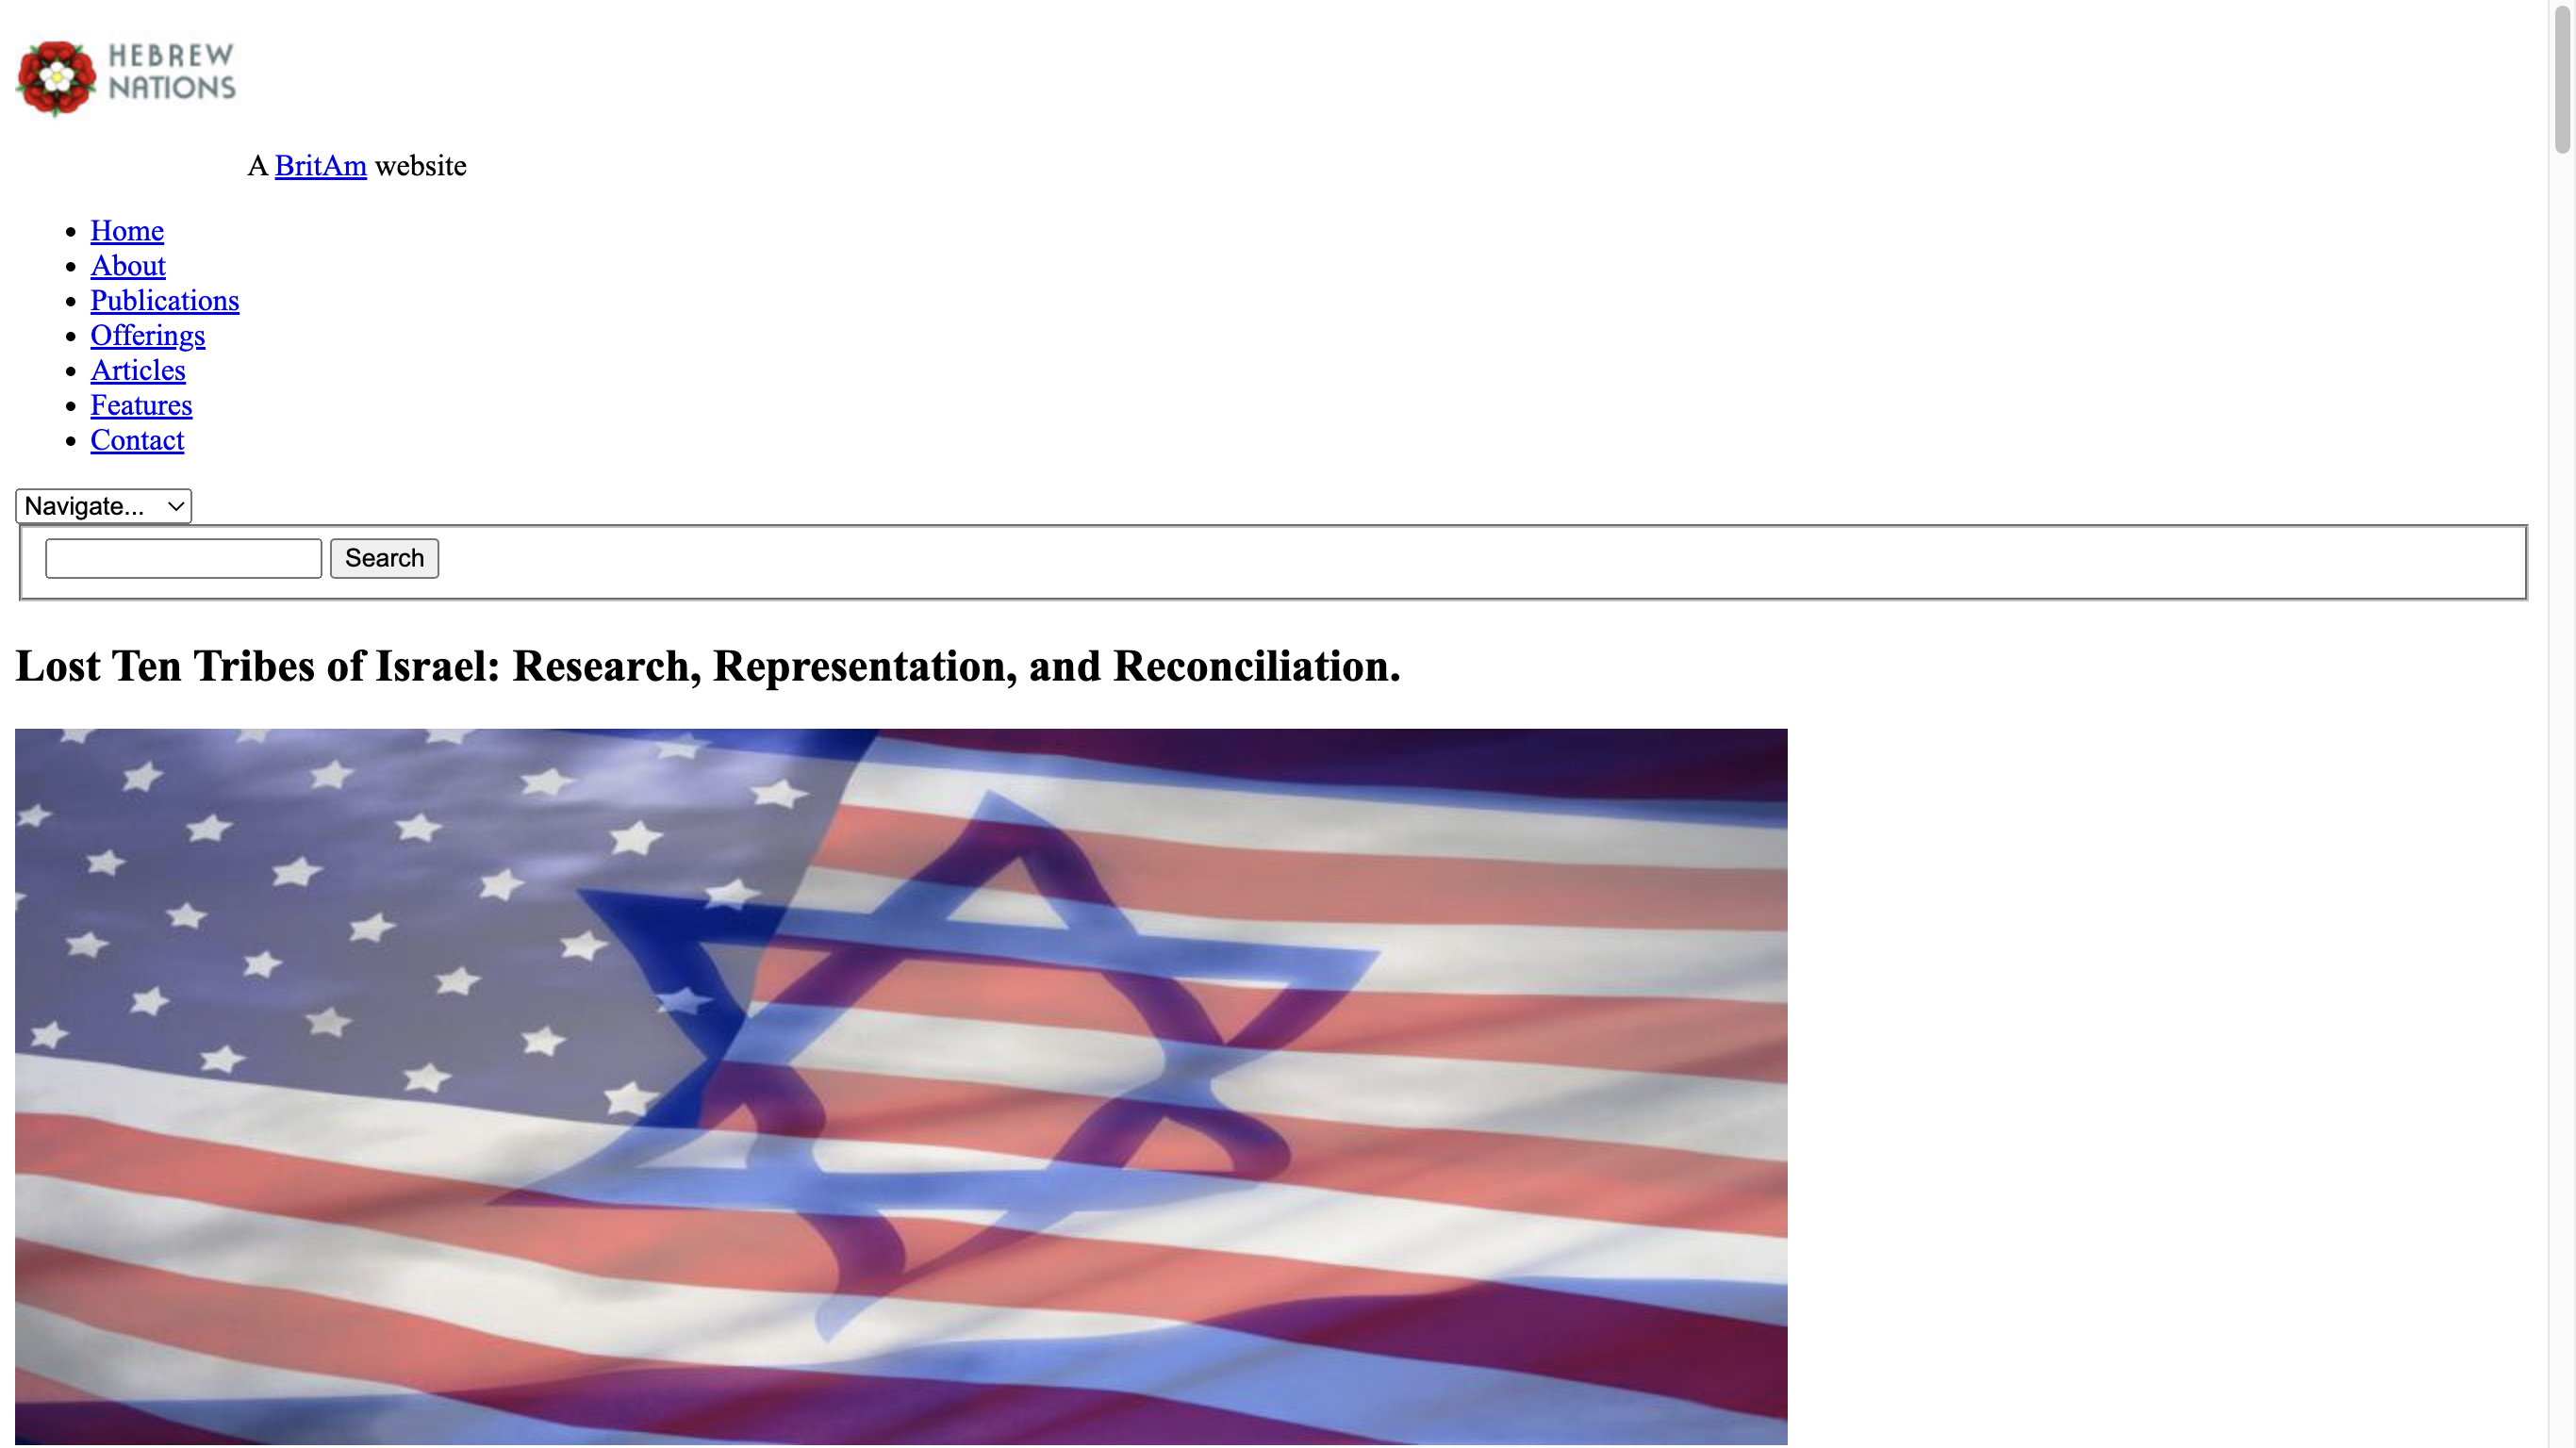 HEBREW
NATIONS
A BritAm website
Home
About
Publications
Offerings
Articles
Features
Contact
Navigate...
Search
Lost Ten Tribes of Israel: Research, Representation, and Reconciliation.